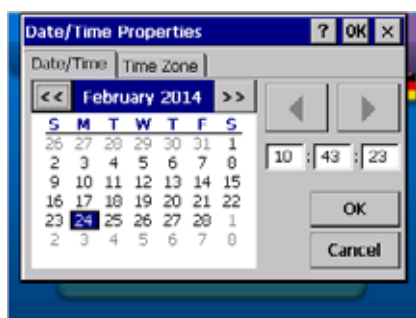 Date/Time Properties ? OK ×
Date/Time Time Zone
<< February 2014 >>
S M T W T F S
26 27 28 29 30 31 1
2 3 4 5 6 7 8
9 10 11 12 13 14 15
16 17 18 19 20 21 22
23 24 25 26 27 28 1
2 3 4 5 6 7 8
10 : 43 : 23
OK
Cancel